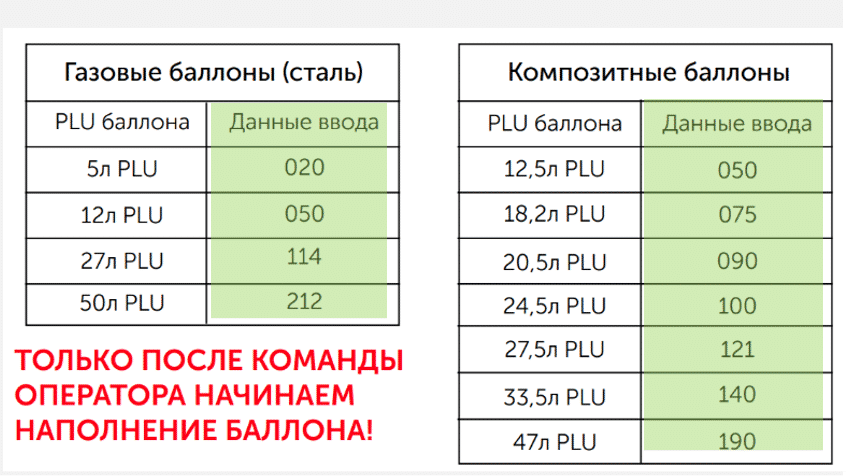 Газовые баллоны (сталь)
PLU баллона Данные ввода
5л PLU 020
12л PLU 050
27л PLU 114
50л PLU 212
ТОЛЬКО ПОСЛЕ КОМАНДЫ
ОПЕРАТОРА НАЧИНАЕМ
НАПОЛНЕНИЕ БАЛЛОНА!
Композитные баллоны
PLU баллона Данные ввода
12,5л PLU 050
18,2л PLU 075
20,5л PLU 090
24,5л PLU 100
27,5л PLU 121
33,5л PLU 140
47л PLU 190